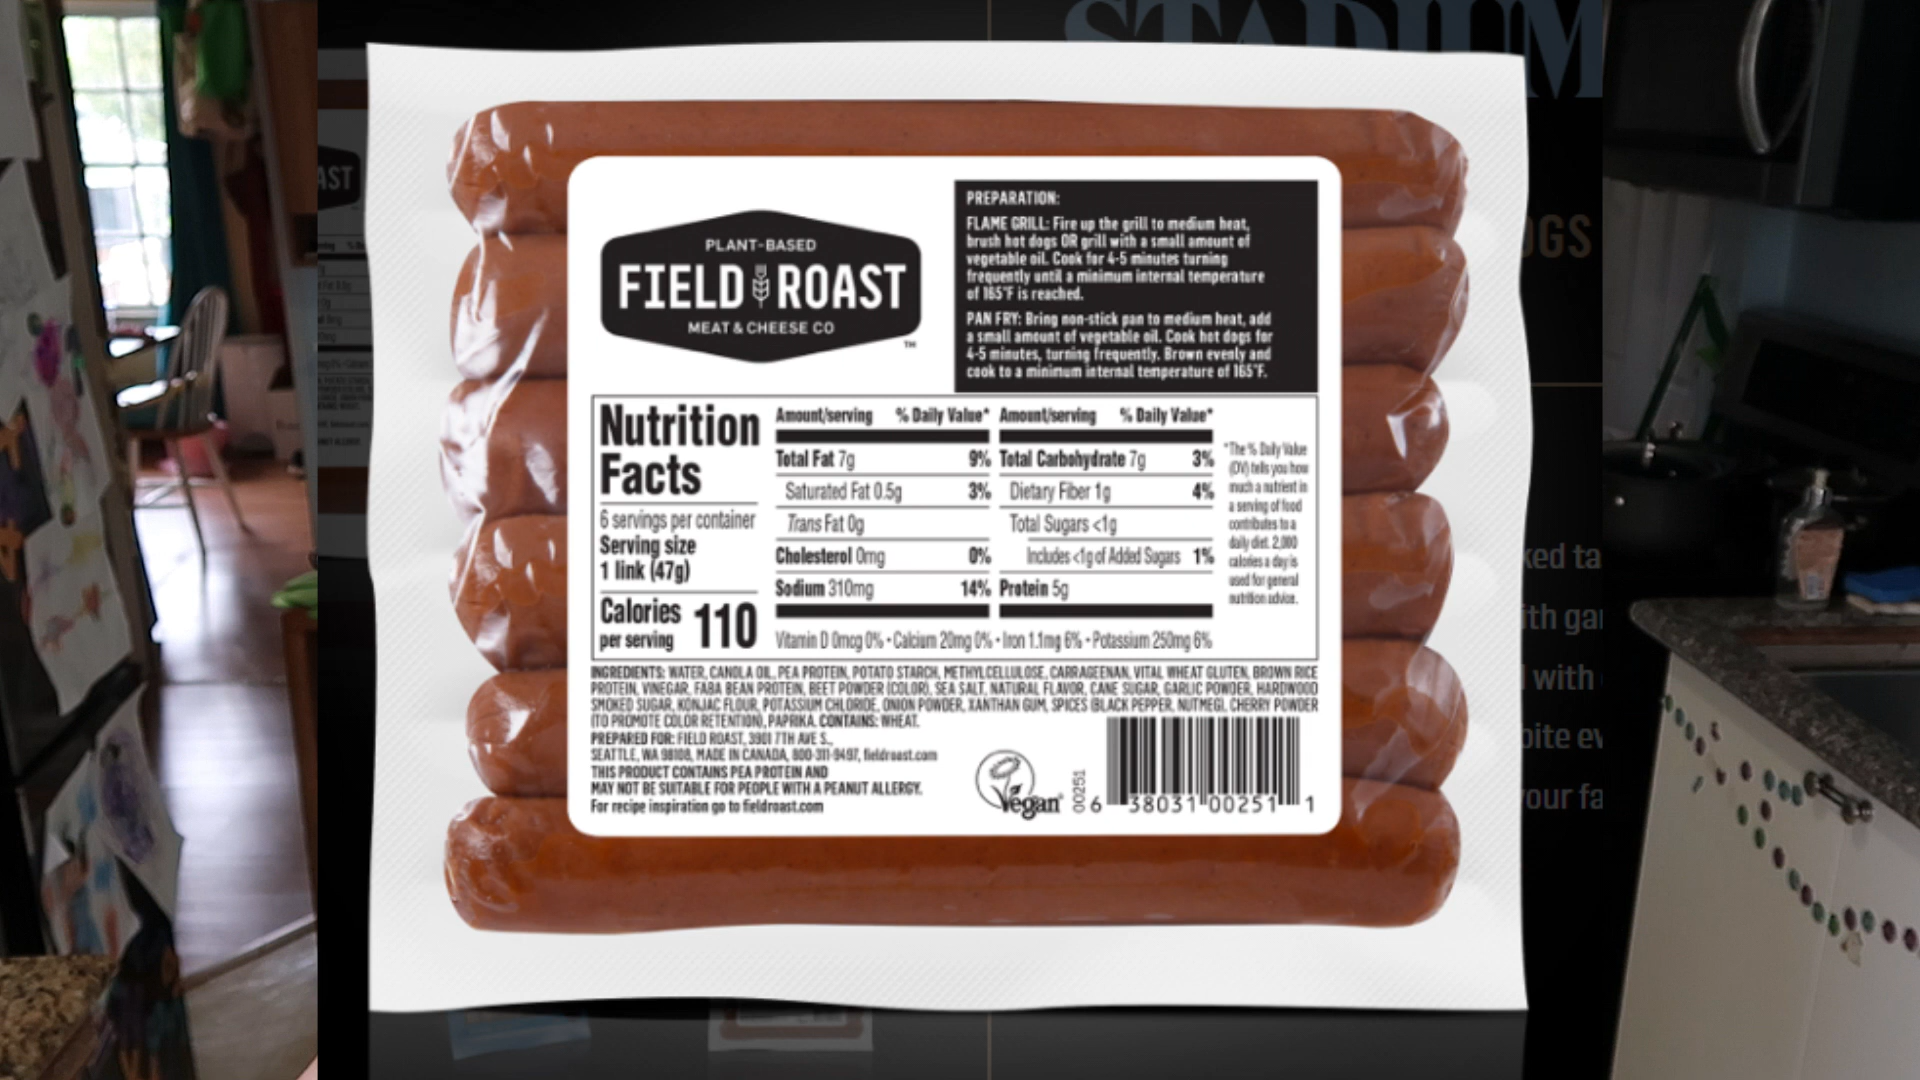 STADIUM
PLANT-BASED
FIELD ROAST
MEAT & CHEESE CO
TM
PREPARATION:
FLAME GRILL: Fire up the grill to medium heat,
brush hot dogs OR grill with a small amount of
vegetable oil. Cook for 4-5 minutes turning
frequently until a minimum internal temperature
of 165°F is reached.
PAN FRY: Bring non-stick pan to medium heat, add
a small amount of vegetable oil. Cook hot dogs for
4-5 minutes, turning frequently. Brown evenly and
cook to a minimum internal temperature of 165°F.
Nutrition
Facts
6 servings per container
Serving size
1 link (47g)
Calories
per serving
110
Amount/serving % Daily Value*
Total Fat 7g 9%
Saturated Fat 0.5g 3%
Trans Fat 0g
Cholesterol 0mg 0%
Sodium 310mg 14%
Amount/serving % Daily Value*
Total Carbohydrate 7g 3%
Dietary Fiber 1g 4%
Total Sugars <1g
Includes <1g of Added Sugars 1%
Protein 5g
Vitamin D 0mcg 0% • Calcium 20mg 0% • Iron 1.1mg 6% • Potassium 250mg 6%
*The % Daily Value
(DV) tells you how
much a nutrient in
a serving of food
contributes to a
daily diet. 2,000
calories a day is
used for general
nutrition advice.
INGREDIENTS: WATER, CANOLA OIL, PEA PROTEIN, POTATO STARCH, METHYLCELLULOSE, CARRAGEENAN, VITAL WHEAT GLUTEN, BROWN RICE
PROTEIN, VINEGAR, FABA BEAN PROTEIN, BEET POWDER (COLOR), SEA SALT, NATURAL FLAVOR, CANE SUGAR, GARLIC POWDER, HARDWOOD
SMOKED SUGAR, KONJAC FLOUR, POTASSIUM CHLORIDE, ONION POWDER, XANTHAN GUM, SPICES (BLACK PEPPER, NUTMEG), CHERRY POWDER
(TO PROMOTE COLOR RETENTION), PAPRIKA. CONTAINS: WHEAT.
PREPARED FOR: FIELD ROAST, 3901 7TH AVE S.,
SEATTLE, WA 98108, MADE IN CANADA, 800-311-9497, fieldroast.com
THIS PRODUCT CONTAINS PEA PROTEIN AND
MAY NOT BE SUITABLE FOR PEOPLE WITH A PEANUT ALLERGY.
For recipe inspiration go to fieldroast.com
Vegan
00251
6 38031 00251 1
AST
OGS
ked ta
ith gar
with
bite ev
your fa